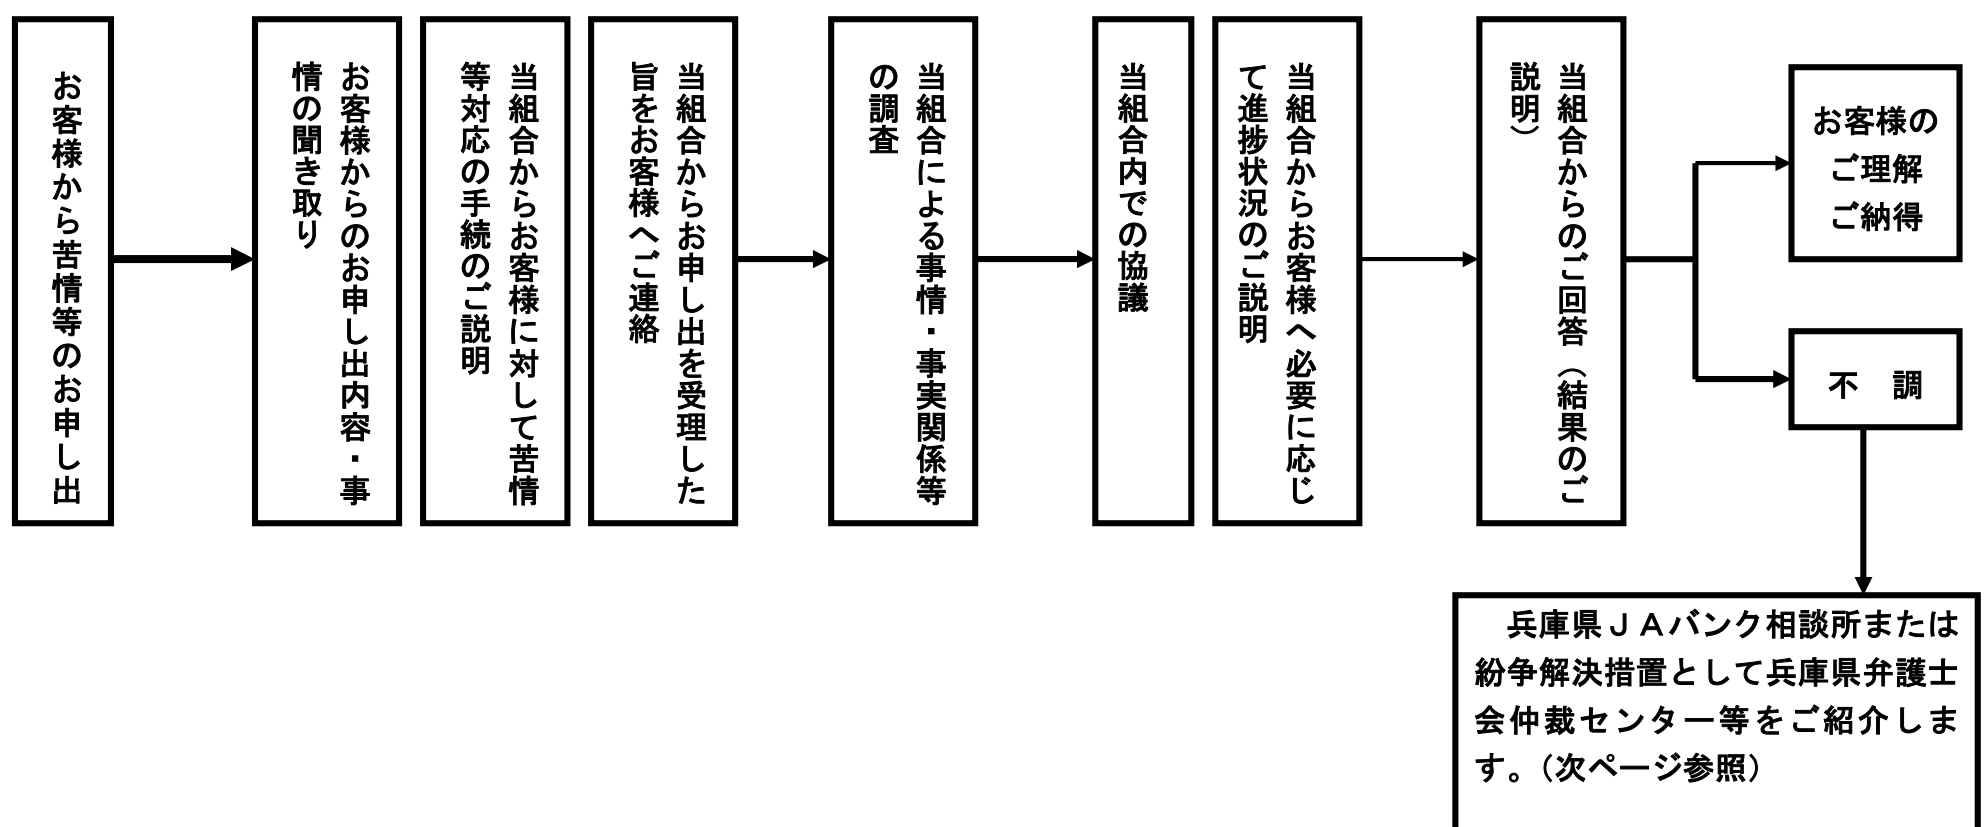 お客様から苦情等のお申し出
お客様からのお申し出内容・事
情の聞き取り
当組合からお客様に対して苦情
等対応の手続のご説明
当組合からお申し出を受理した
旨をお客様へご連絡
当組合による事情・事実関係等
の調査
当組合内での協議
当組合からお客様へ必要に応じ
て進捗状況のご説明
当組合からのご回答（結果のご
説明）
お客様の
ご理解
ご納得
不　調
兵庫県ＪＡバンク相談所または
紛争解決措置として兵庫県弁護士
会仲裁センター等をご紹介しま
す。（次ページ参照）